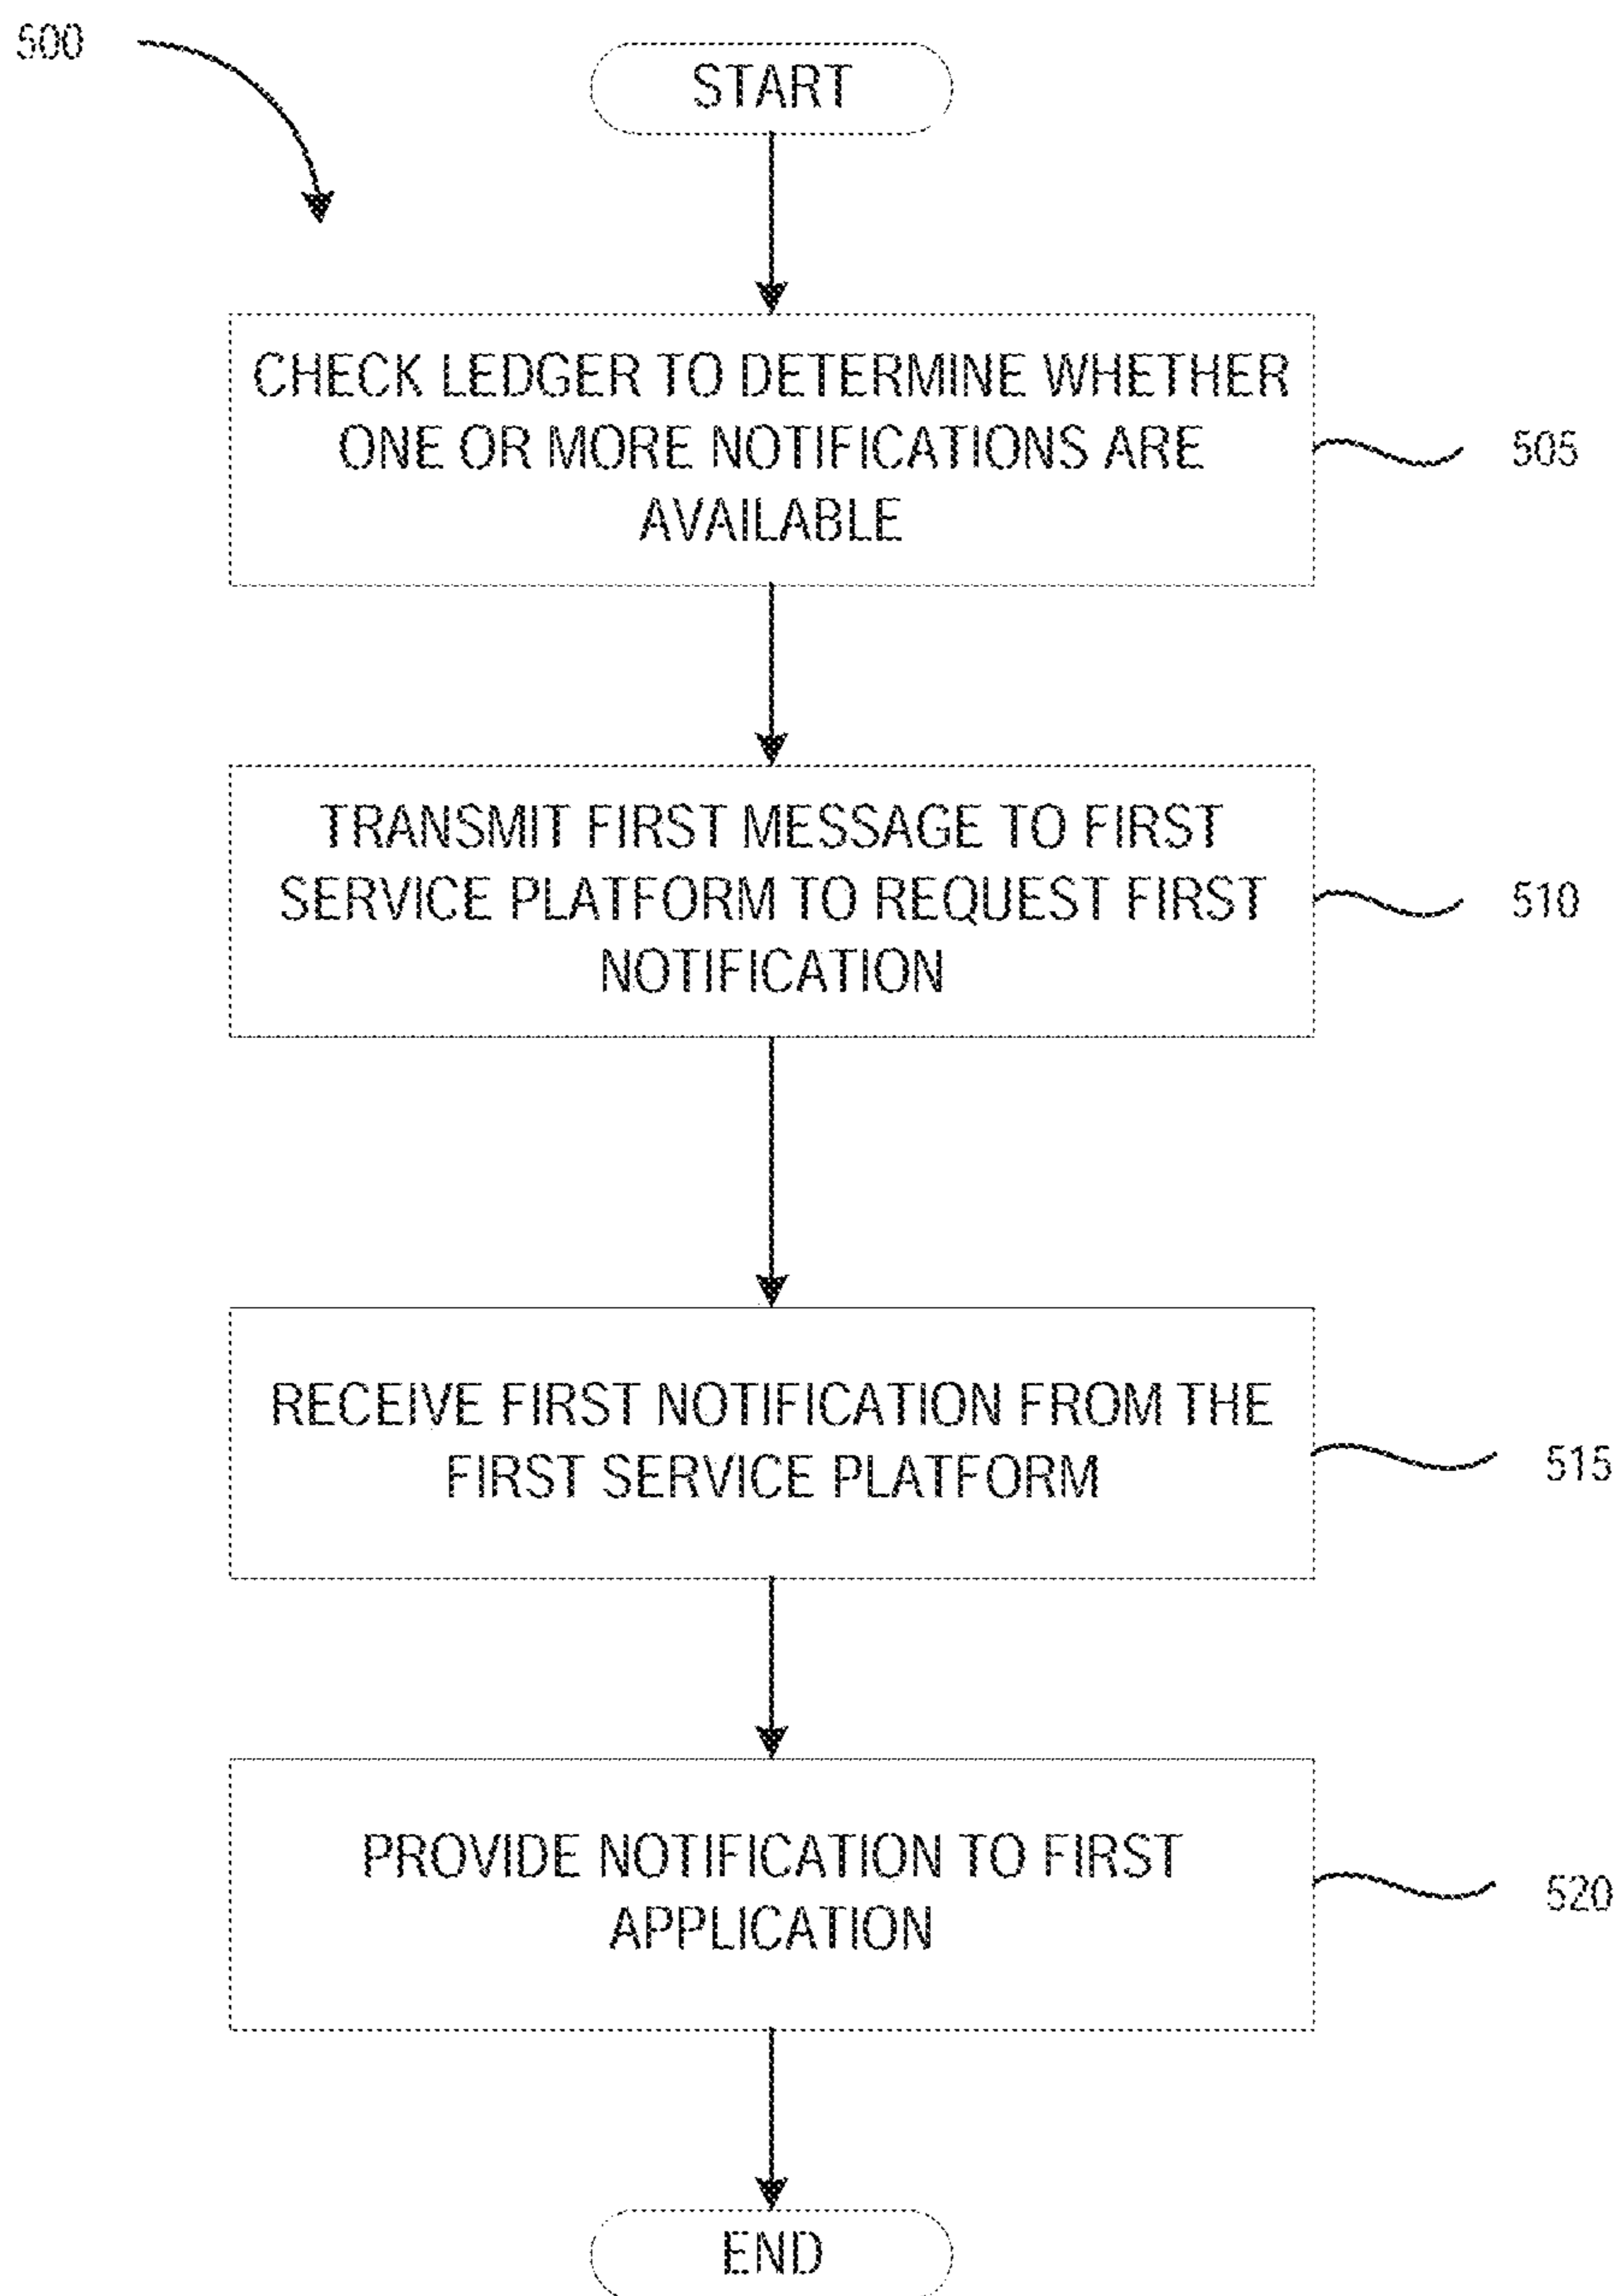 500
START
CHECK LEDGER TO DETERMINE WHETHER
ONE OR MORE NOTIFICATIONS ARE
AVAILABLE
505
TRANSMIT FIRST MESSAGE TO FIRST
SERVICE PLATFORM TO REQUEST FIRST
NOTIFICATION
510
RECEIVE FIRST NOTIFICATION FROM THE
FIRST SERVICE PLATFORM
515
PROVIDE NOTIFICATION TO FIRST
APPLICATION
520
END